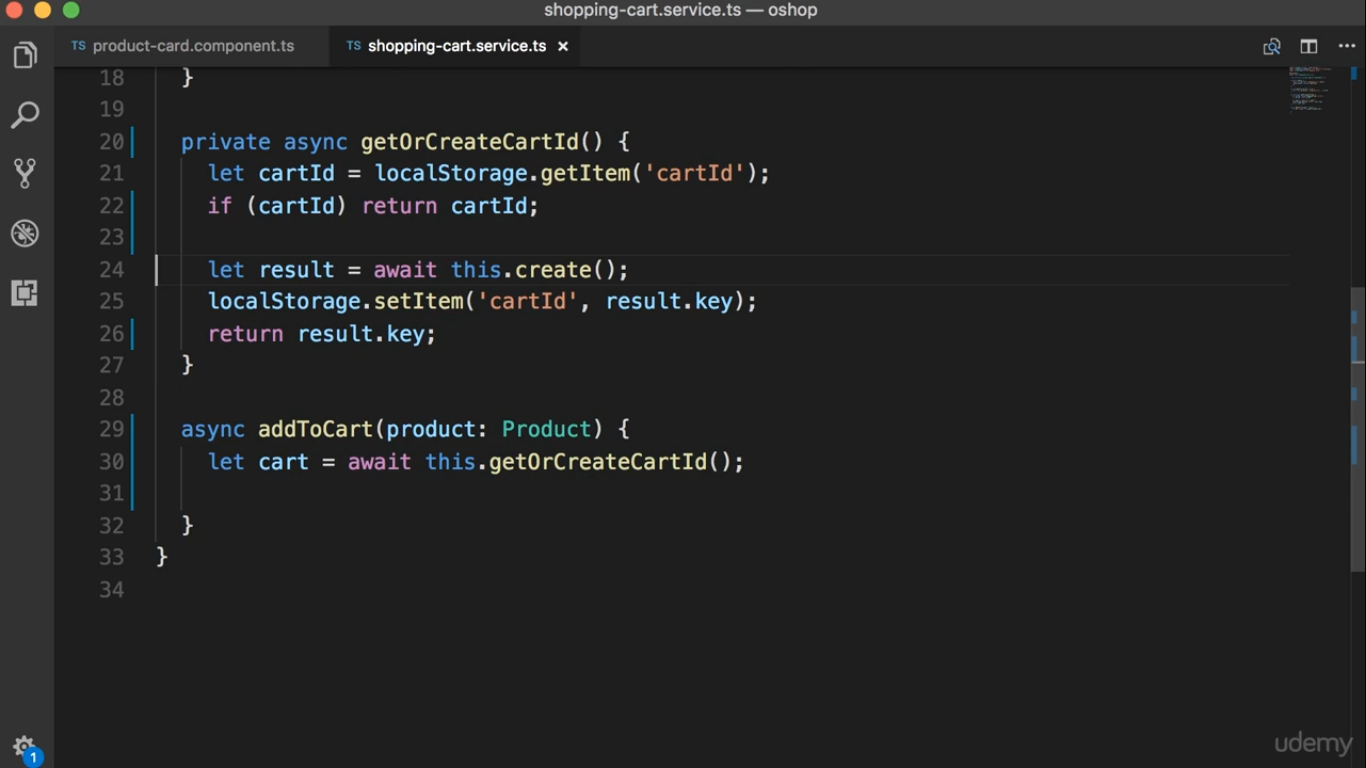 shopping-cart.service.ts — oshop
TS product-card.component.ts TS shopping-cart.service.ts ×
18 }
19
20 private async getOrCreateCartId() {
21 let cartId = localStorage.getItem('cartId');
22 if (cartId) return cartId;
23
24 let result = await this.create();
25 localStorage.setItem('cartId', result.key);
26 return result.key;
27 }
28
29 async addToCart(product: Product) {
30 let cart = await this.getOrCreateCartId();
31
32 }
33 }
34
1
udemy